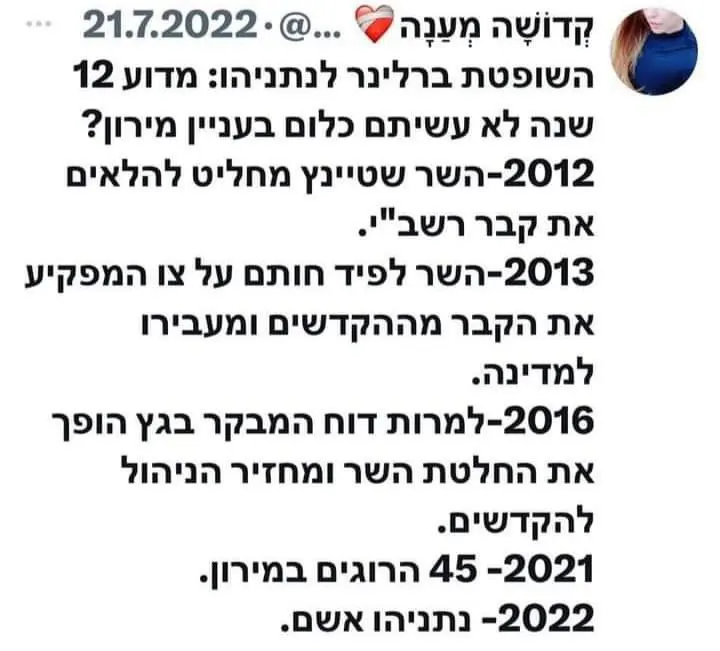 קְדוֹשָׁה מְעַנָה❤️‍🩹 @... · 21.7.2022
השופטת ברלינר לנתניהו: מדוע 12
שנה לא עשיתם כלום בעניין מירון?
2012-השר שטיינץ מחליט להלאים
את קבר רשב"י.
2013-השר לפיד חותם על צו המפקיע
את הקבר מההקדשים ומעבירו
למדינה.
2016-למרות דוח המבקר בגץ הופך
את החלטת השר ומחזיר הניהול
להקדשים.
2021- 45 הרוגים במירון.
2022- נתניהו אשם.